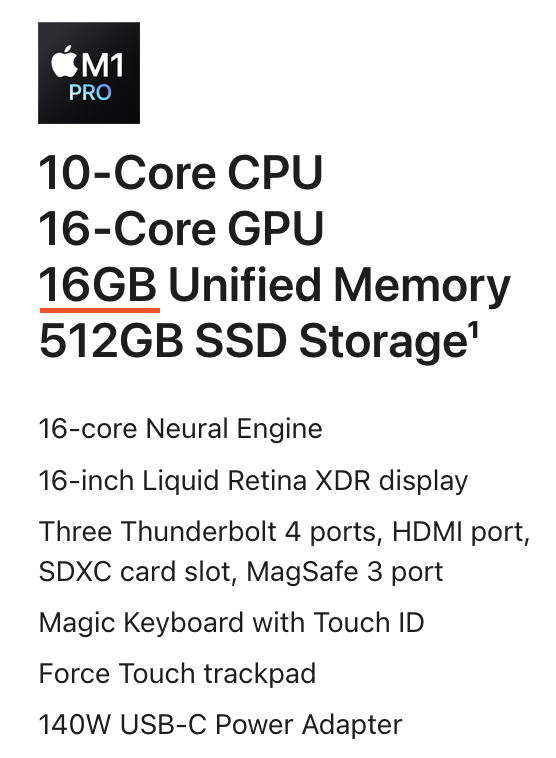 M1
PRO
10-Core CPU
16-Core GPU
16GB Unified Memory
512GB SSD Storage¹
16-core Neural Engine
16-inch Liquid Retina XDR display
Three Thunderbolt 4 ports, HDMI port,
SDXC card slot, MagSafe 3 port
Magic Keyboard with Touch ID
Force Touch trackpad
140W USB-C Power Adapter